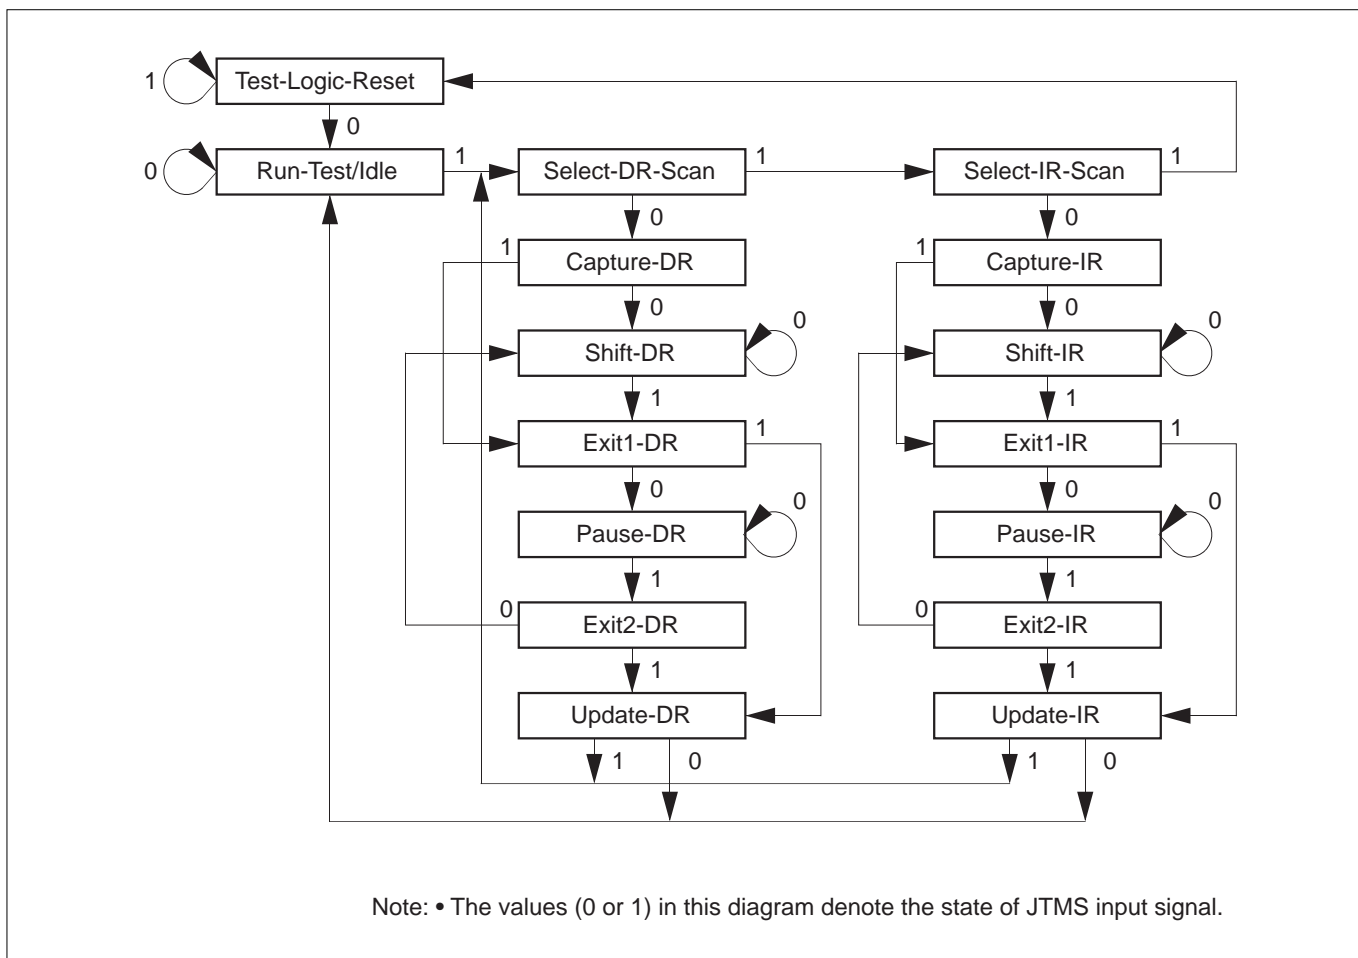 1 Test-Logic-Reset
0
0 Run-Test/Idle 1 Select-DR-Scan 1 Select-IR-Scan 1
0 0
1 Capture-DR 1 Capture-IR
0 0
0 0
Shift-DR Shift-IR
1 1
Exit1-DR 1 Exit1-IR 1
0 0
0 0
Pause-DR Pause-IR
1 1
0 Exit2-DR 0 Exit2-IR
1 1
Update-DR Update-IR
1 0 1 0
Note: • The values (0 or 1) in this diagram denote the state of JTMS input signal.